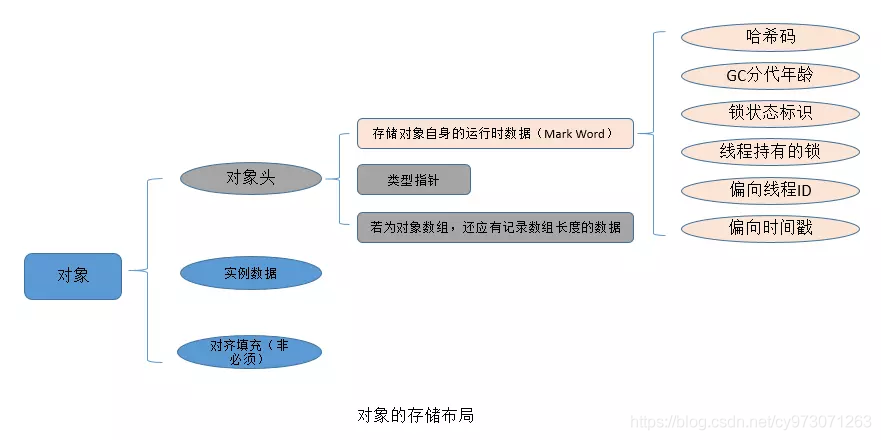 哈希码
GC分代年龄
锁状态标识
存储对象自身的运行时数据（Mark Word）
线程持有的锁
对象头
类型指针
偏向线程ID
若为对象数组，还应有记录数组长度的数据
偏向时间戳
对象
实例数据
对齐填充（非
必须）
对象的存储布局
https://blog.csdn.net/cy973071263